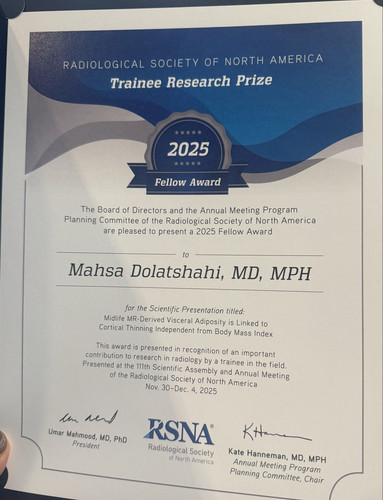 RADIOLOGICAL SOCIETY OF NORTH AMERICA
Trainee Research Prize
2025
Fellow Award
The Board of Directors and the Annual Meeting Program
Planning Committee of the Radiological Society of North America
are pleased to present a 2025 Fellow Award
to
Mahsa Dolatshahi, MD, MPH
for the Scientific Presentation titled:
Midlife MR-Derived Visceral Adiposity is Linked to
Cortical Thinning Independent from Body Mass Index
This award is presented in recognition of an important
contribution to research in radiology by a trainee in the field.
Presented at the 111th Scientific Assembly and Annual Meeting
of the Radiological Society of North America
Nov. 30-Dec. 4, 2025
Umar Mahmood, MD, PhD
President
RSNA®
Radiological Society
of North America
K Hanneman
Kate Hanneman, MD, MPH
Annual Meeting Program
Planning Committee, Chair